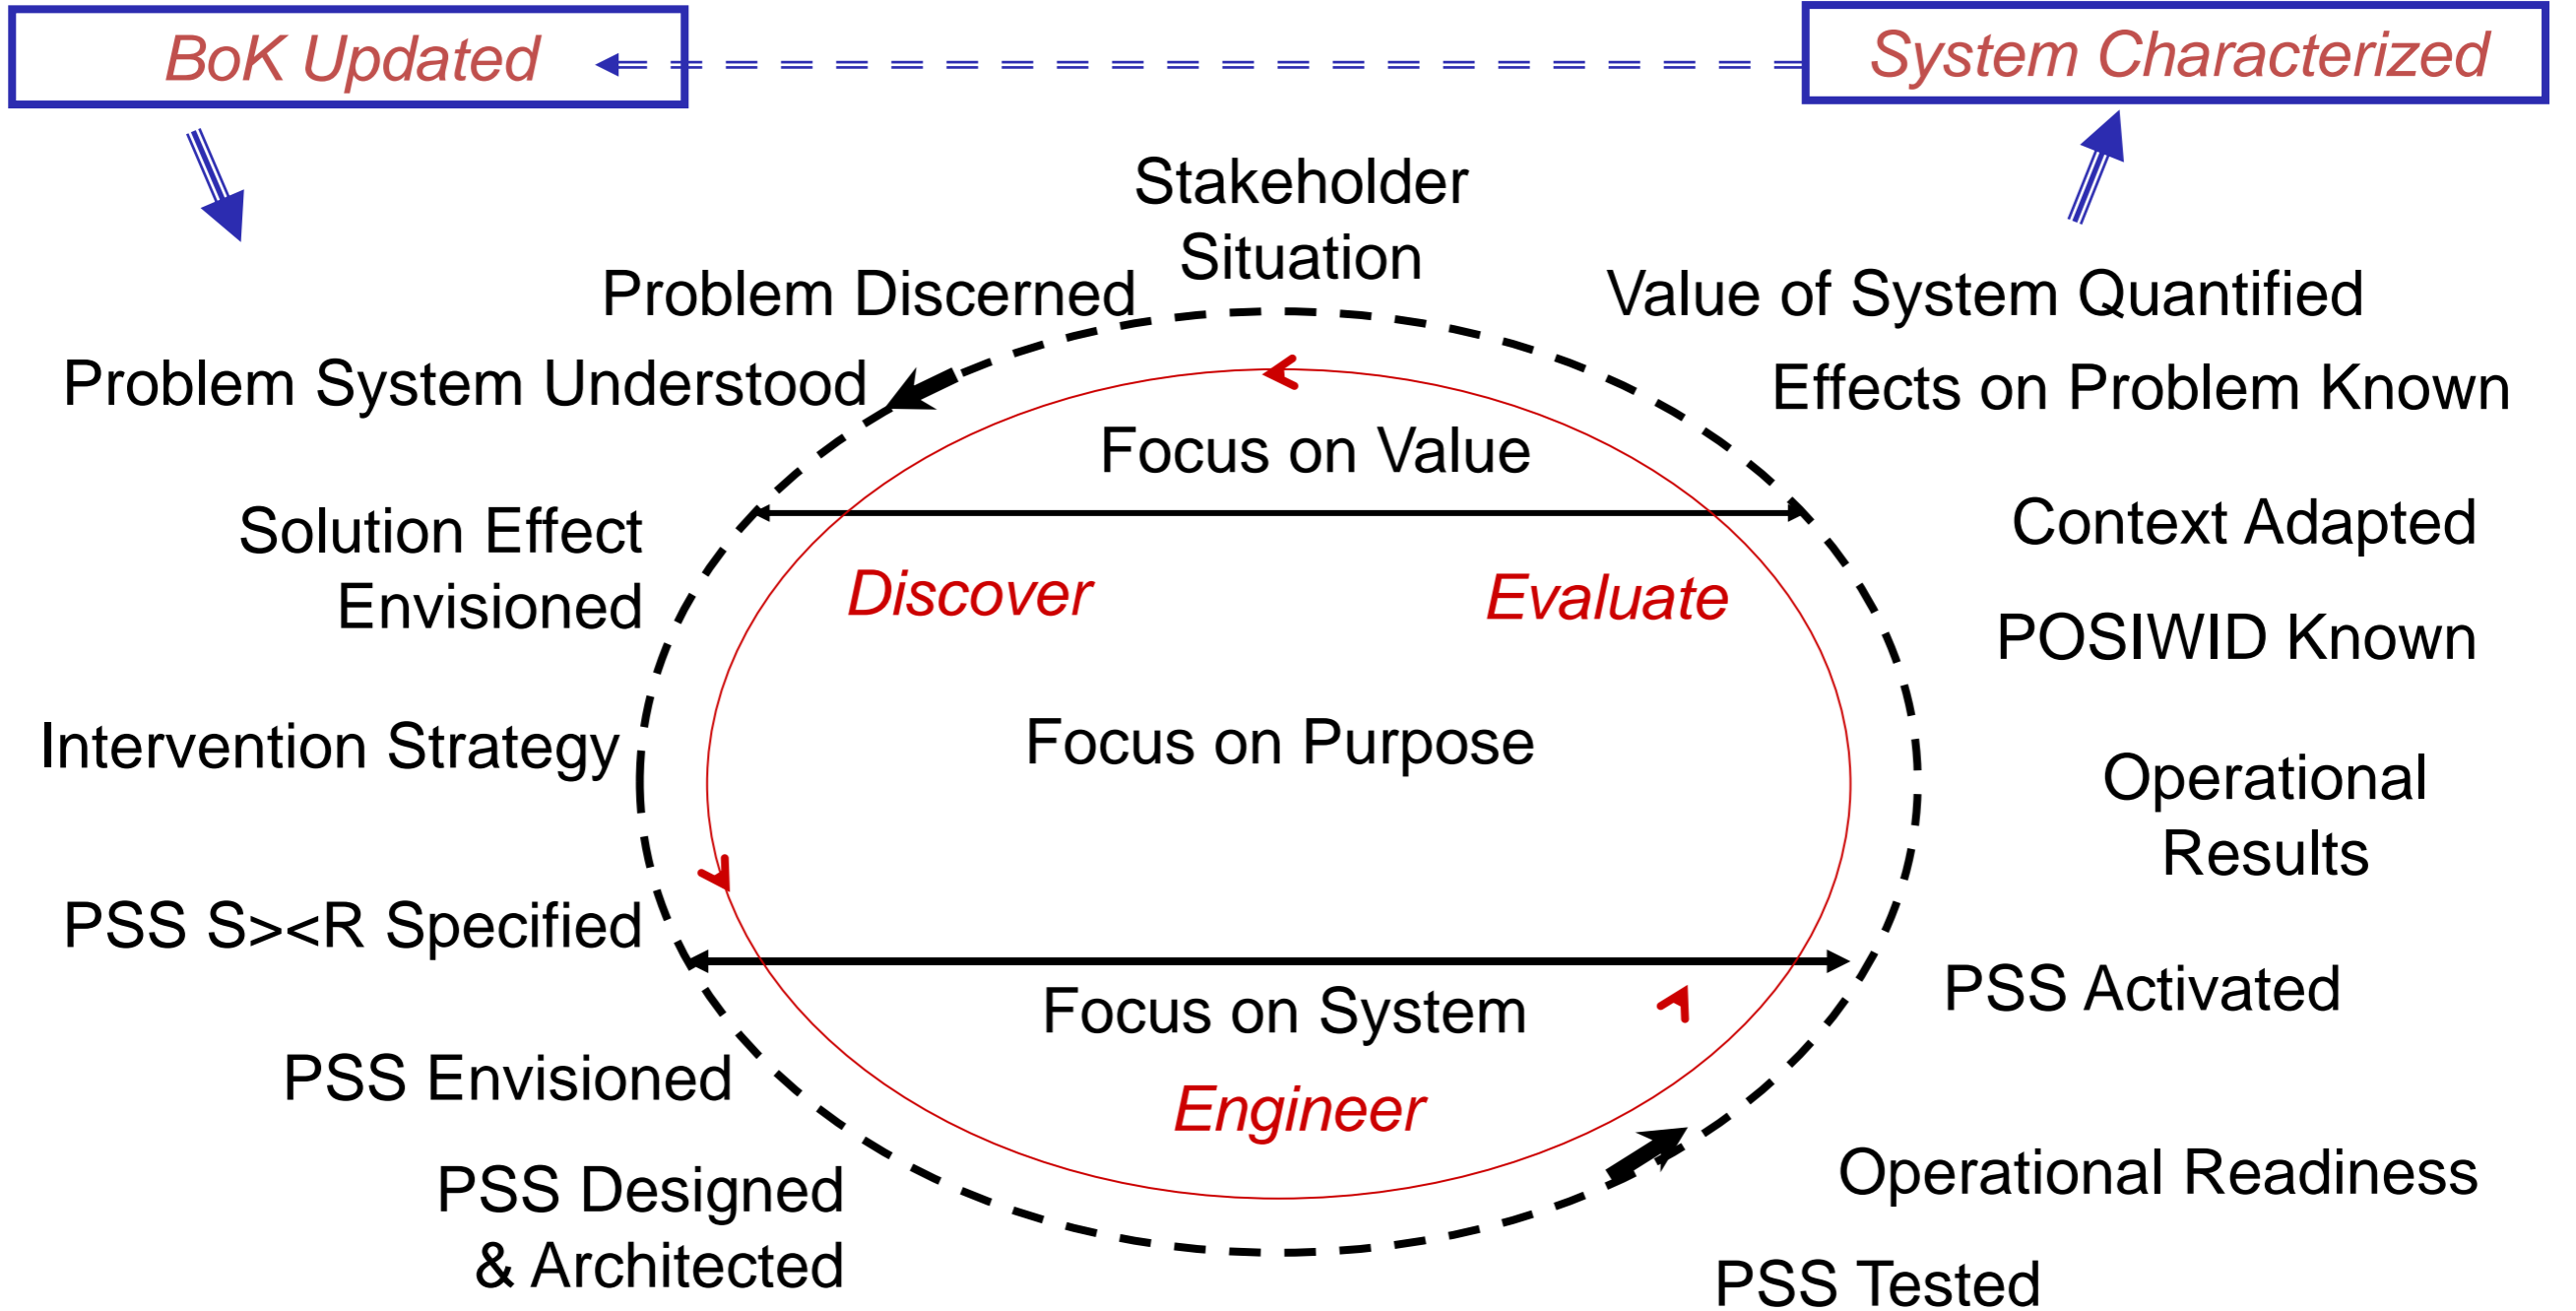 BoK Updated
System Characterized
Stakeholder
Situation
Problem Discerned
Value of System Quantified
Problem System Understood
Effects on Problem Known
Focus on Value
Solution Effect
Envisioned
Context Adapted
Discover
Evaluate
POSIWID Known
Intervention Strategy
Focus on Purpose
Operational
Results
PSS S><R Specified
PSS Activated
Focus on System
PSS Envisioned
Engineer
PSS Designed
& Architected
Operational Readiness
PSS Tested